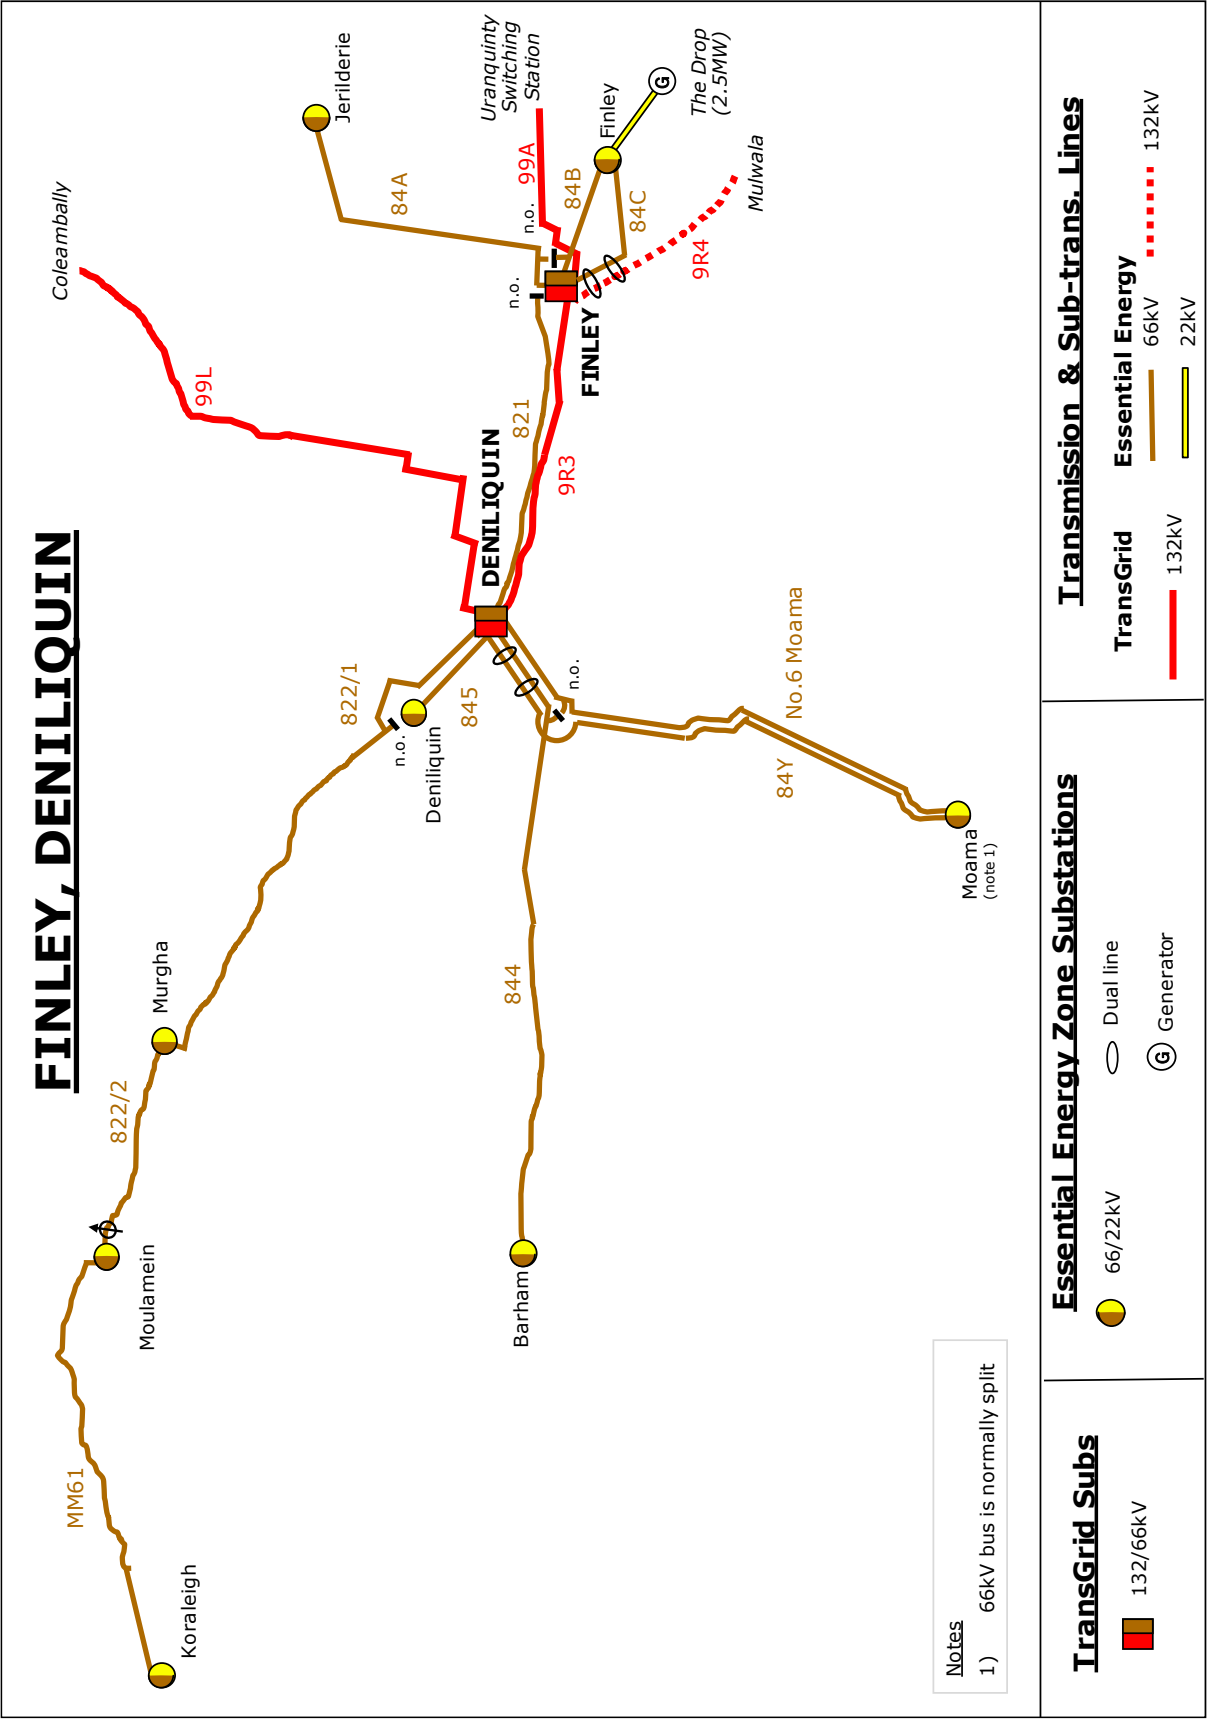 FINLEY, DENILIQUIN
Coleambally
Jerilderie
Uranquinty
Switching
Station
99L
84A
99A
n.o.
84B
Finley
The Drop
(2.5MW)
G
84C
Mulwala
9R4
n.o.
FINLEY
821
9R3
DENILIQUIN
822/1
845
n.o.
Deniliquin
n.o.
No.6 Moama
84Y
Moama
(note 1)
844
Murgha
822/2
Moulamein
Barham
MM61
Koraleigh
Notes
1) 66kV bus is normally split
TransGrid Subs
132/66kV
Essential Energy Zone Substations
66/22kV
Dual line
G Generator
Transmission & Sub-trans. Lines
TransGrid
132kV
Essential Energy
66kV
132kV
22kV